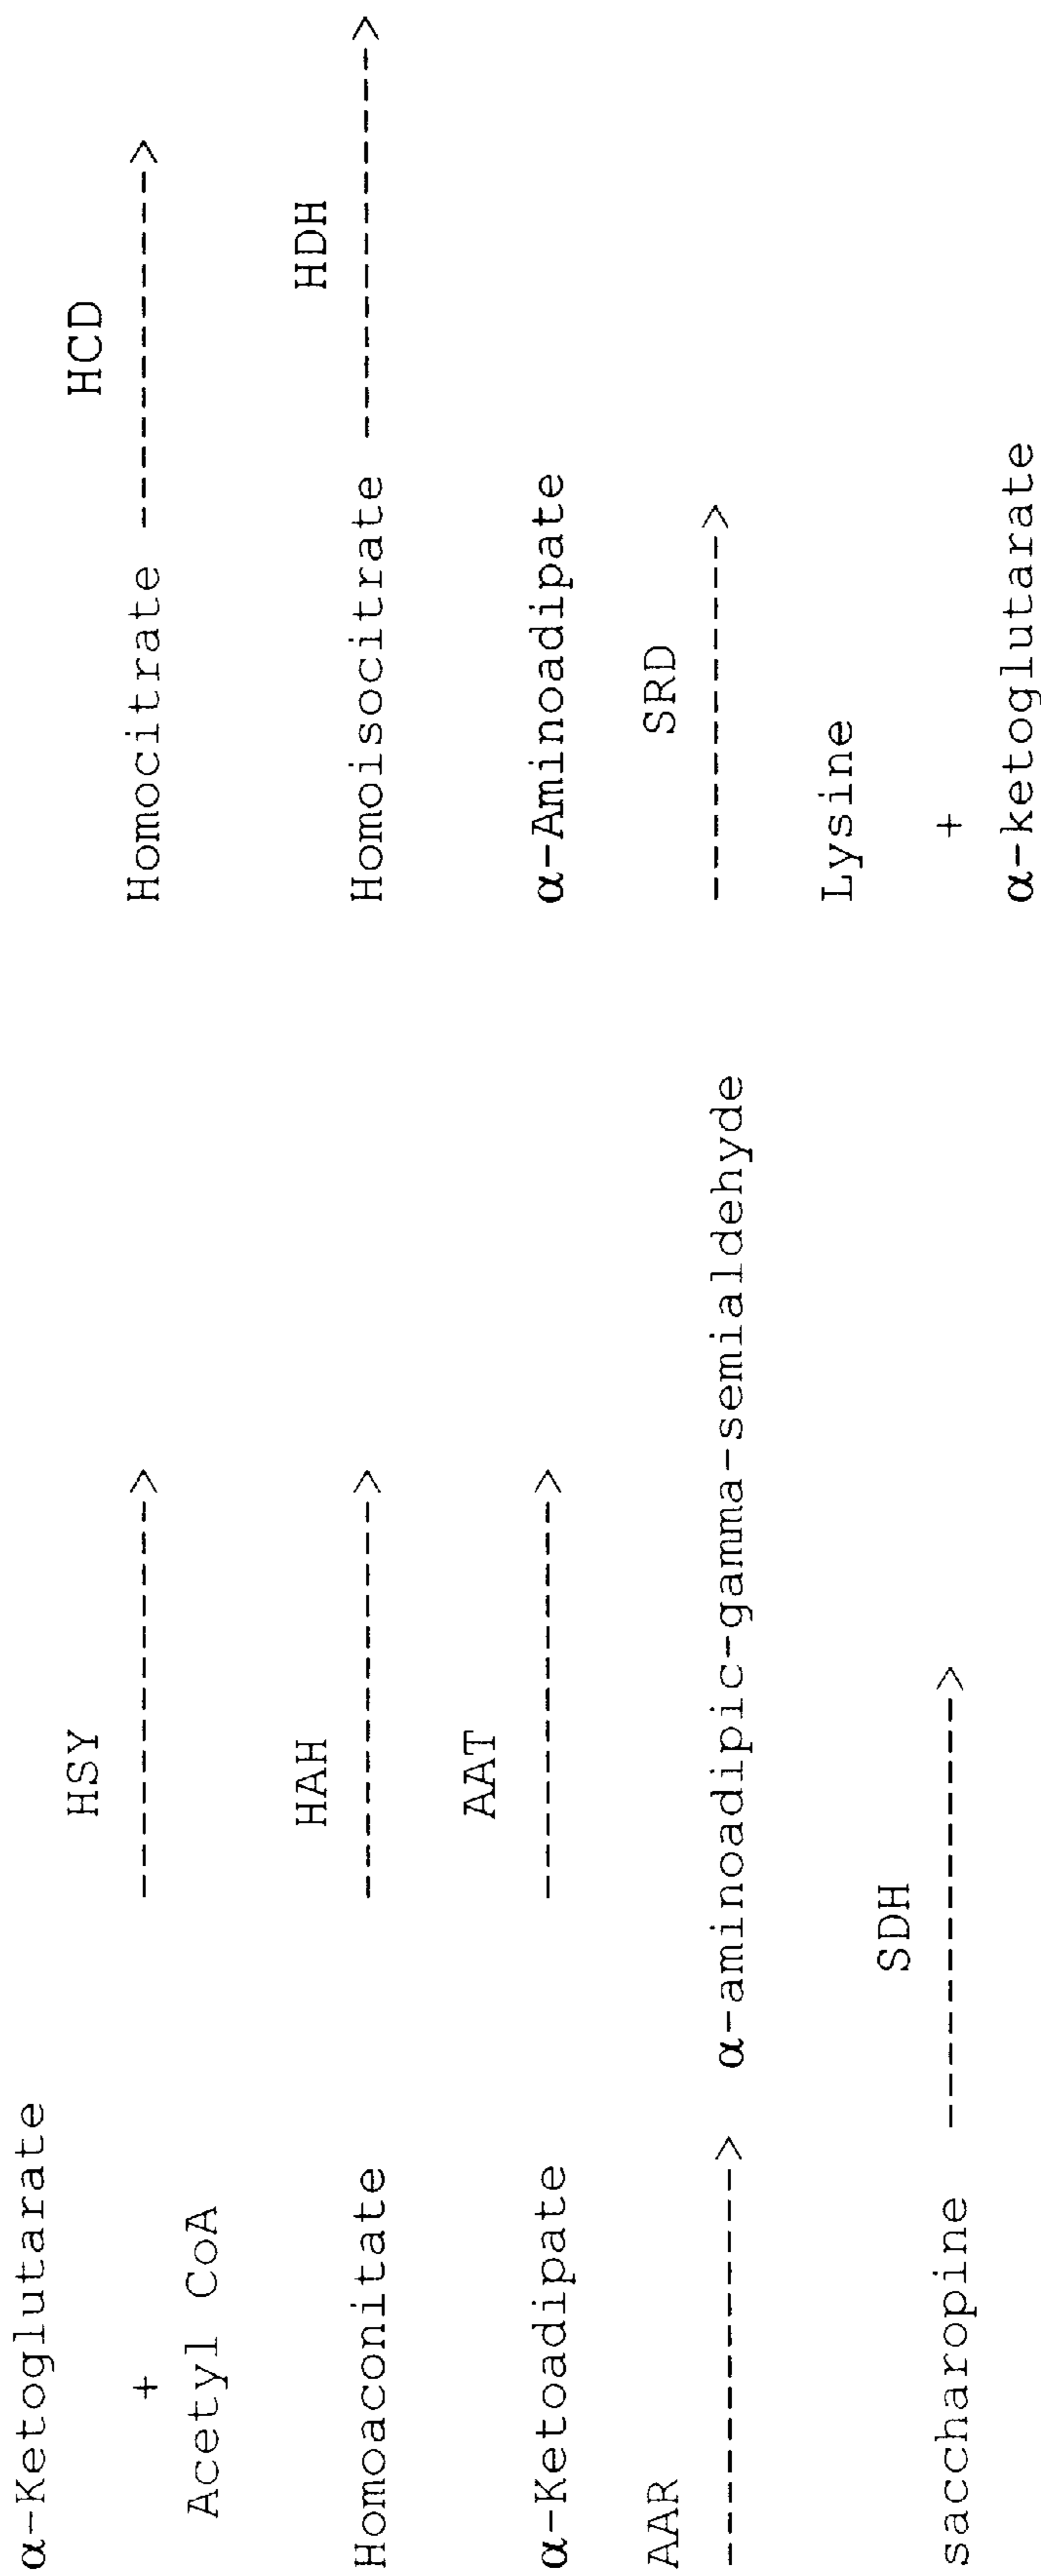 α-Ketoglutarate
HSY HCD
+ -------------> Homocitrate ------------>
Acetyl CoA
HAH HDH
Homoaconitate -------------> Homoisocitrate ------------->
AAT
α-Ketoadipate -------------> α-Aminoadipate
AAR SRD
-------------> α-aminoadipic-gamma-semialdehyde ------------>
Lysine
SDH
saccharopine --------------> +
α-ketoglutarate